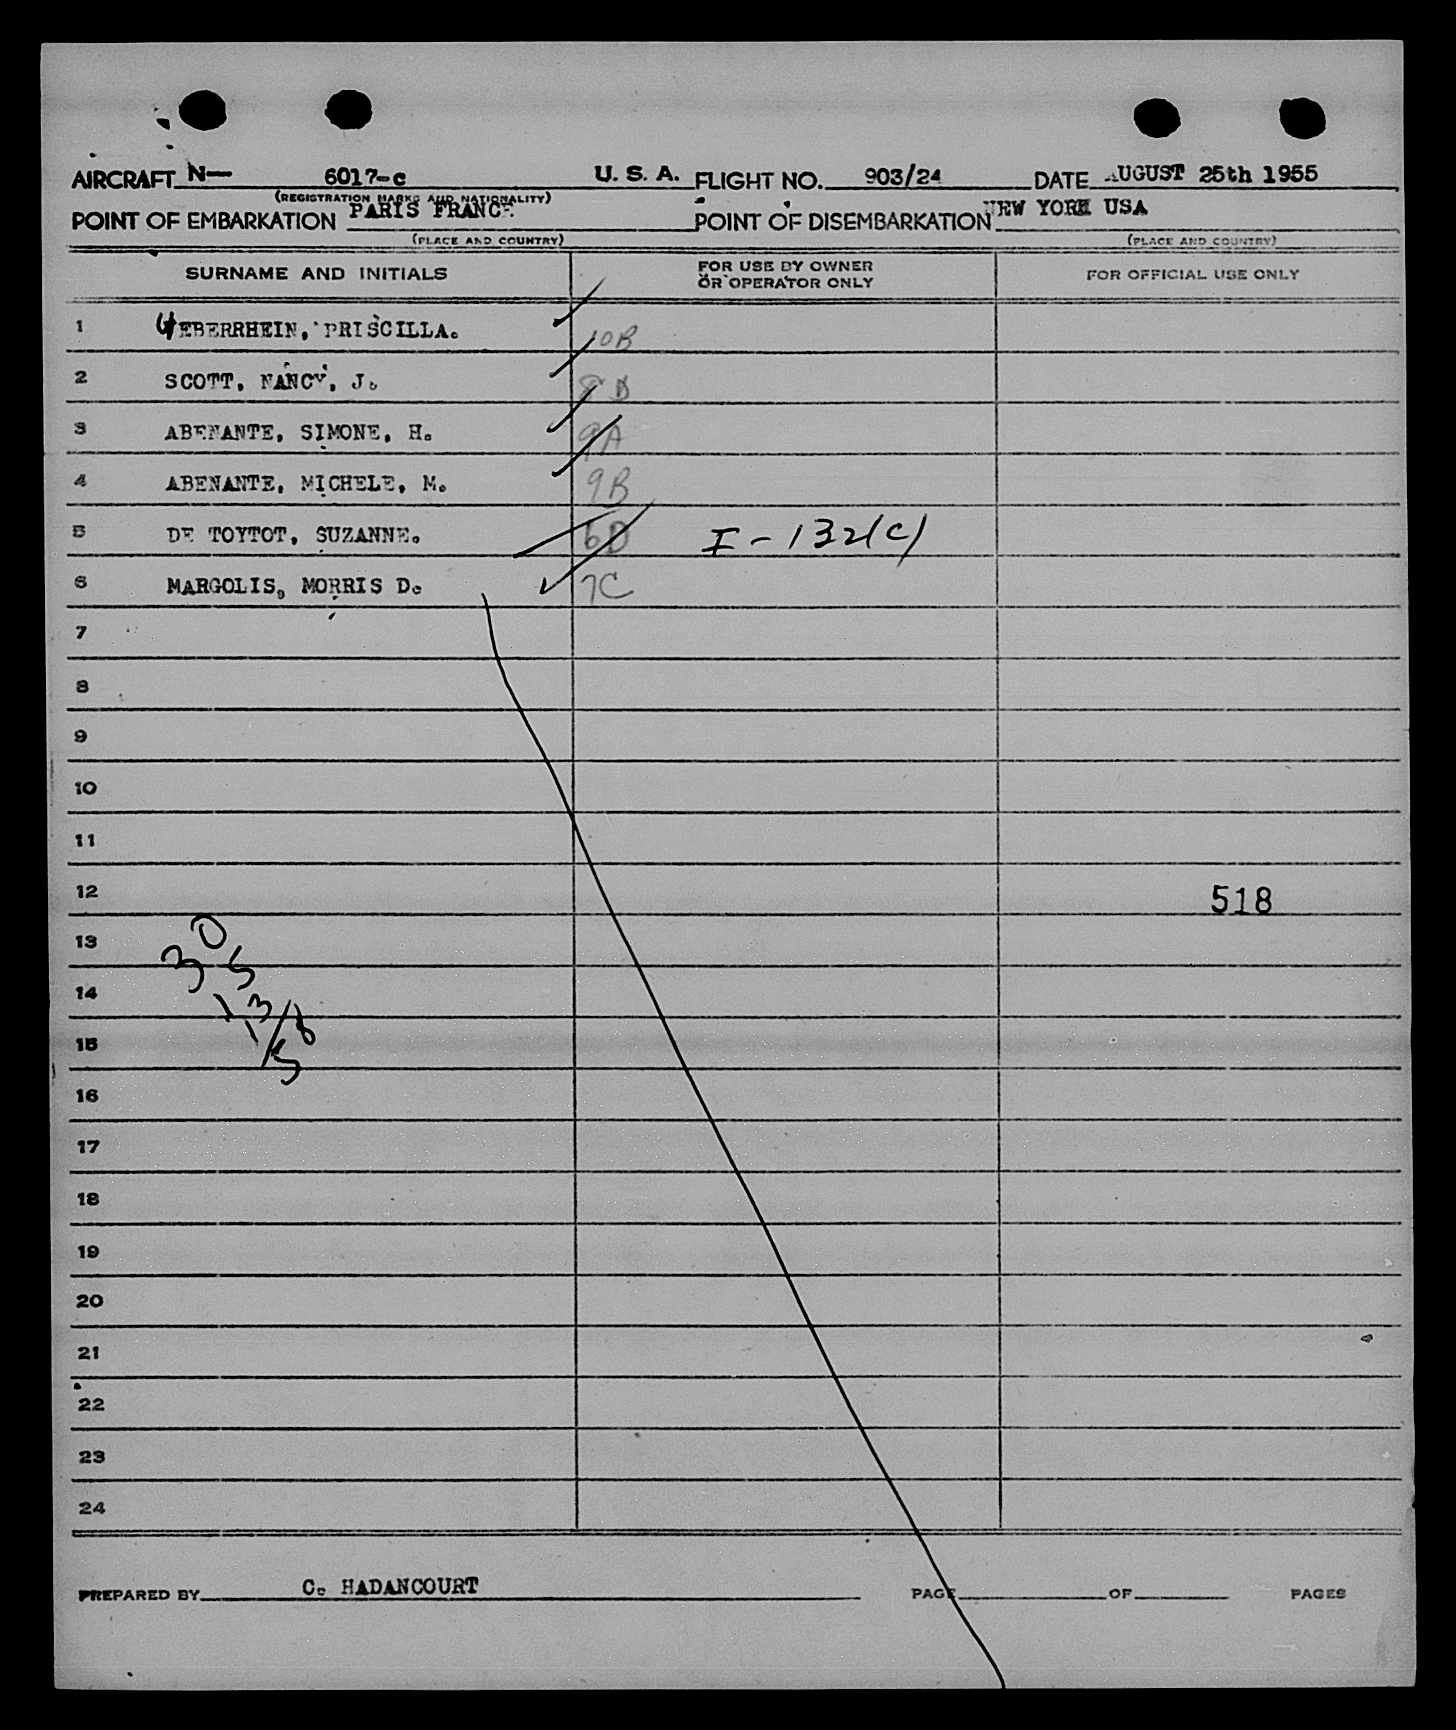 AIRCRAFT N— 6017-c U. S. A. FLIGHT NO. 903/24 DATE AUGUST 25th 1955
(REGISTRATION MARKS AND NATIONALITY)
POINT OF EMBARKATION PARIS FRANCE POINT OF DISEMBARKATION NEW YORK USA
(PLACE AND COUNTRY) (PLACE AND COUNTRY)
SURNAME AND INITIALS FOR USE BY OWNER OR OPERATOR ONLY FOR OFFICIAL USE ONLY
1 UEBERRHEIN, PRISCILLA. 10B
2 SCOTT, NANCY, J. 8D
3 ABENANTE, SIMONE, H. 9A
4 ABENANTE, MICHELE, M. 9B
5 DE TOYTOT, SUZANNE. 6D I-132(c)
6 MARGOLIS, MORRIS D. 7C
7
8
9
10
11
12 518
13
14
15
16
17
18
19
20
21
22
23
24
PREPARED BY C. HADANCOURT PAGE OF PAGES